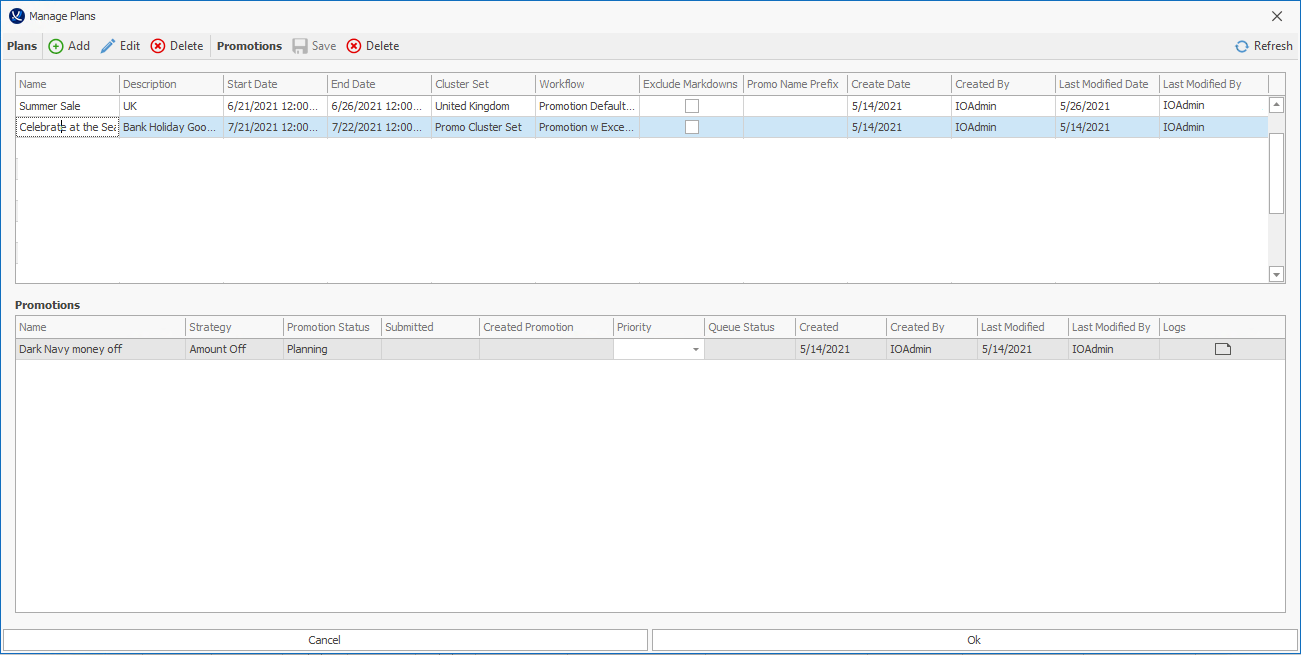 Manage Plans
Plans Add Edit Delete Promotions Save Delete Refresh
Name Description Start Date End Date Cluster Set Workflow Exclude Markdowns Promo Name Prefix Create Date Created By Last Modified Date Last Modified By
Summer Sale UK 6/21/2021 12:00... 6/26/2021 12:00... United Kingdom Promotion Default... 5/14/2021 IOAdmin 5/26/2021 IOAdmin
Celebrate at the Sea Bank Holiday Goo... 7/21/2021 12:00... 7/22/2021 12:00... Promo Cluster Set Promotion w Exce... 5/14/2021 IOAdmin 5/14/2021 IOAdmin
Promotions
Name Strategy Promotion Status Submitted Created Promotion Priority Queue Status Created Created By Last Modified Last Modified By Logs
Dark Navy money off Amount Off Planning 5/14/2021 IOAdmin 5/14/2021 IOAdmin
Cancel Ok